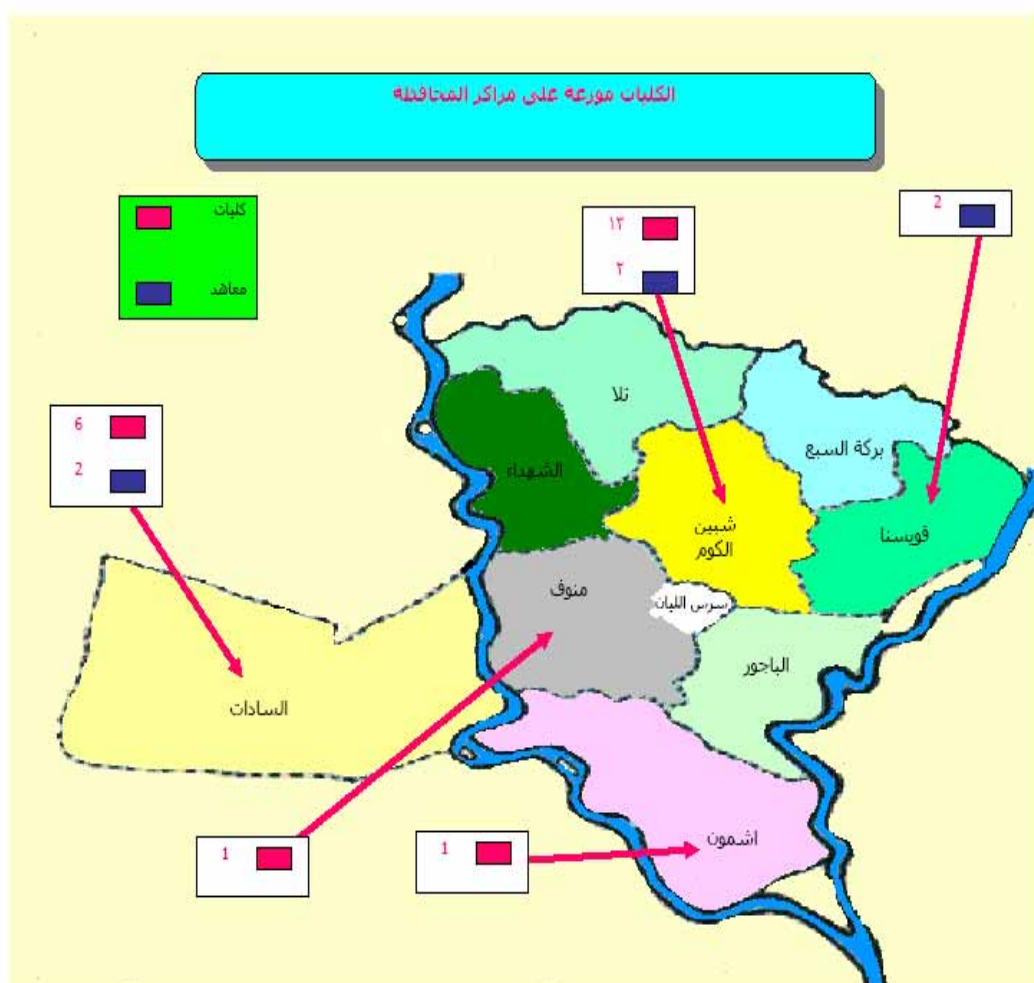 الكليات موزعة على مراكز المحافظة
كليات
معاهد
2
١٣
٢
6
2
تلا
بركة السبع
الشهداء
شبين
الكوم
قويسنا
منوف
سرس الليان
الباجور
السادات
اشمون
1
1